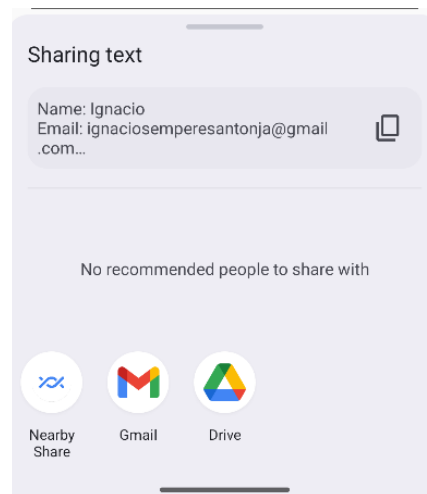 Sharing text
Name: Ignacio
Email: ignaciosemperesantonja@gmail
.com...
No recommended people to share with
Nearby
Share
Gmail
Drive